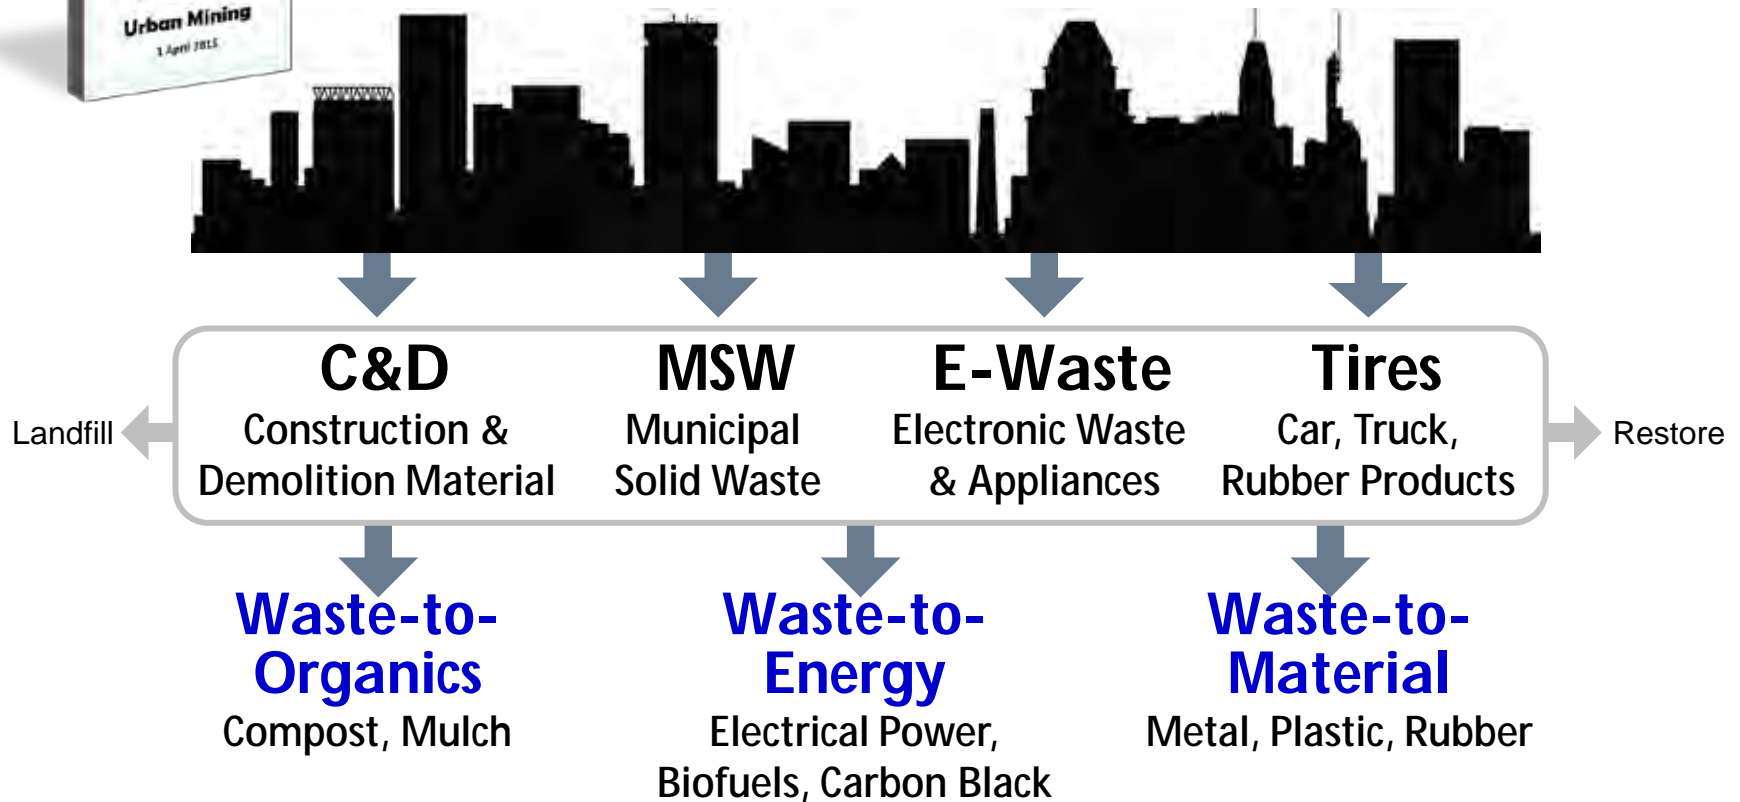 Urban Mining
C&D
Construction &
Demolition Material
MSW
Municipal
Solid Waste
E-Waste
Electronic Waste
& Appliances
Tires
Car, Truck,
Rubber Products
Landfill
Restore
Waste-to-
Organics
Compost, Mulch
Waste-to-
Energy
Electrical Power,
Biofuels, Carbon Black
Waste-to-
Material
Metal, Plastic, Rubber